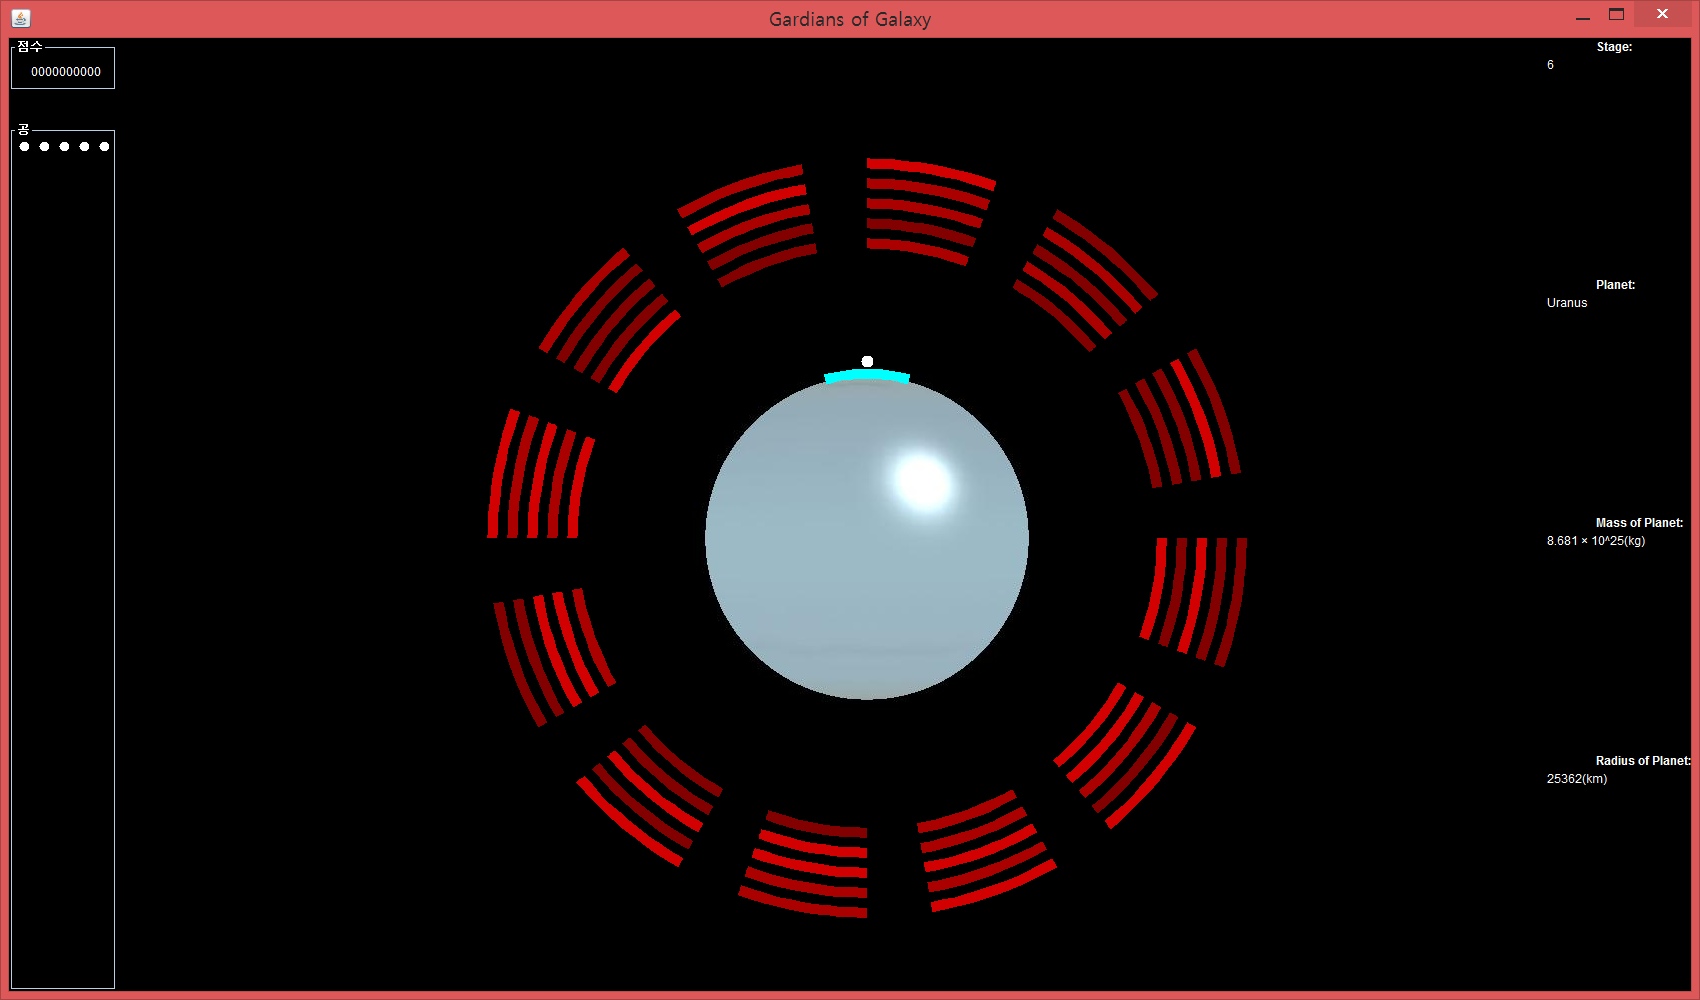 Gardians of Galaxy
점수
0000000000
공
Stage:
6
Planet:
Uranus
Mass of Planet:
8.681 × 10^25(kg)
Radius of Planet:
25362(km)